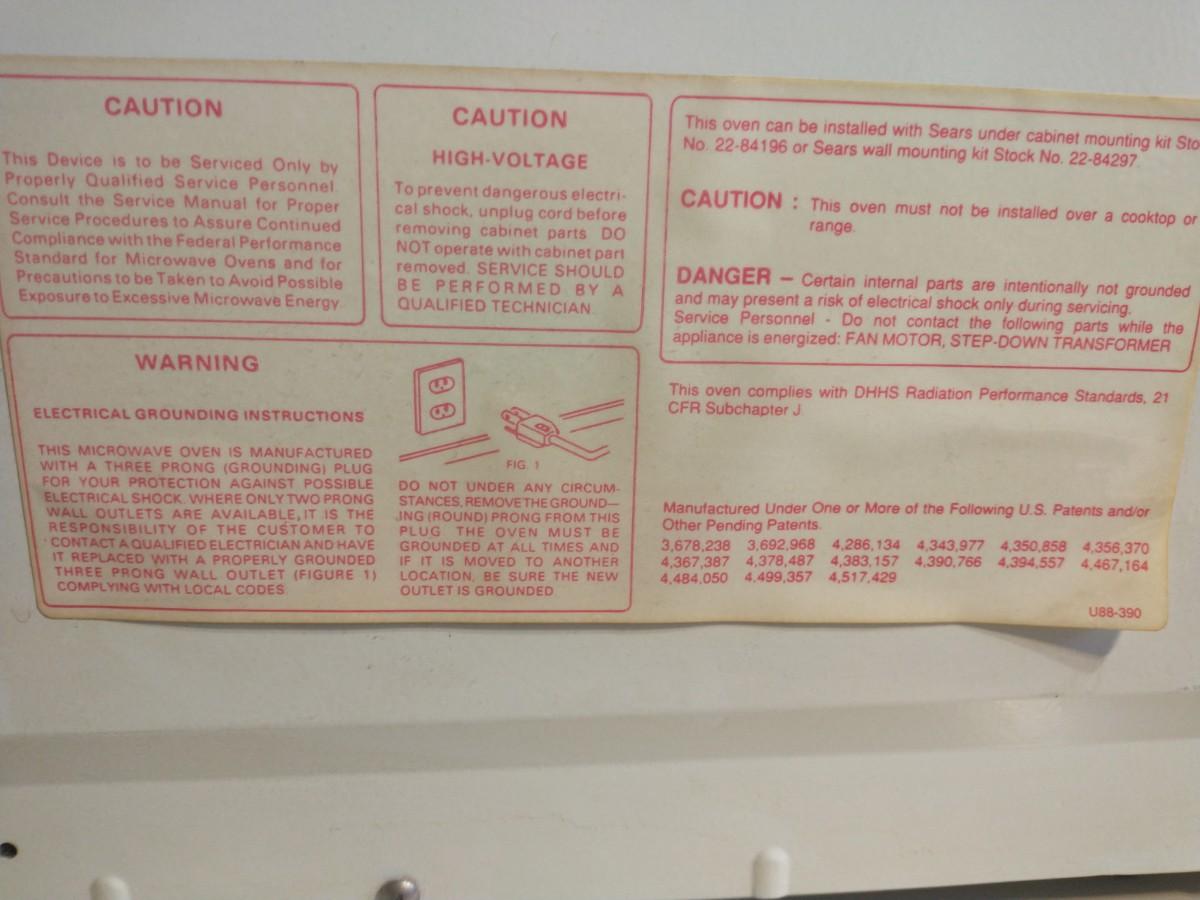 CAUTION
This Device is to be Serviced Only by
Properly Qualified Service Personnel.
Consult the Service Manual for Proper
Service Procedures to Assure Continued
Compliance with the Federal Performance
Standard for Microwave Ovens and for
Precautions to be Taken to Avoid Possible
Exposure to Excessive Microwave Energy.
CAUTION
HIGH-VOLTAGE
To prevent dangerous electri-
cal shock, unplug cord before
removing cabinet parts DO
NOT operate with cabinet part
removed. SERVICE SHOULD
BE PERFORMED BY A
QUALIFIED TECHNICIAN.
This oven can be installed with Sears under cabinet mounting kit Sto
No. 22-84196 or Sears wall mounting kit Stock No. 22-84297.
CAUTION : This oven must not be installed over a cooktop or
range.
DANGER – Certain internal parts are intentionally not grounded
and may present a risk of electrical shock only during servicing.
Service Personnel - Do not contact the following parts while the
appliance is energized: FAN MOTOR, STEP-DOWN TRANSFORMER
WARNING
ELECTRICAL GROUNDING INSTRUCTIONS
THIS MICROWAVE OVEN IS MANUFACTURED
WITH A THREE PRONG (GROUNDING) PLUG
FOR YOUR PROTECTION AGAINST POSSIBLE
ELECTRICAL SHOCK. WHERE ONLY TWO PRONG
WALL OUTLETS ARE AVAILABLE, IT IS THE
RESPONSIBILITY OF THE CUSTOMER TO
CONTACT A QUALIFIED ELECTRICIAN AND HAVE
IT REPLACED WITH A PROPERLY GROUNDED
THREE PRONG WALL OUTLET (FIGURE 1)
COMPLYING WITH LOCAL CODES.
FIG. 1
DO NOT UNDER ANY CIRCUM-
STANCES, REMOVE THE GROUND—
ING (ROUND) PRONG FROM THIS
PLUG. THE OVEN MUST BE
GROUNDED AT ALL TIMES AND
IF IT IS MOVED TO ANOTHER
LOCATION, BE SURE THE NEW
OUTLET IS GROUNDED.
This oven complies with DHHS Radiation Performance Standards, 21
CFR Subchapter J.
Manufactured Under One or More of the Following U.S. Patents and/or
Other Pending Patents.
3,678,238 3,692,968 4,286,134 4,343,977 4,350,858 4,356,370
4,367,387 4,378,487 4,383,157 4,390,766 4,394,557 4,467,164
4,484,050 4,499,357 4,517,429
U88-390